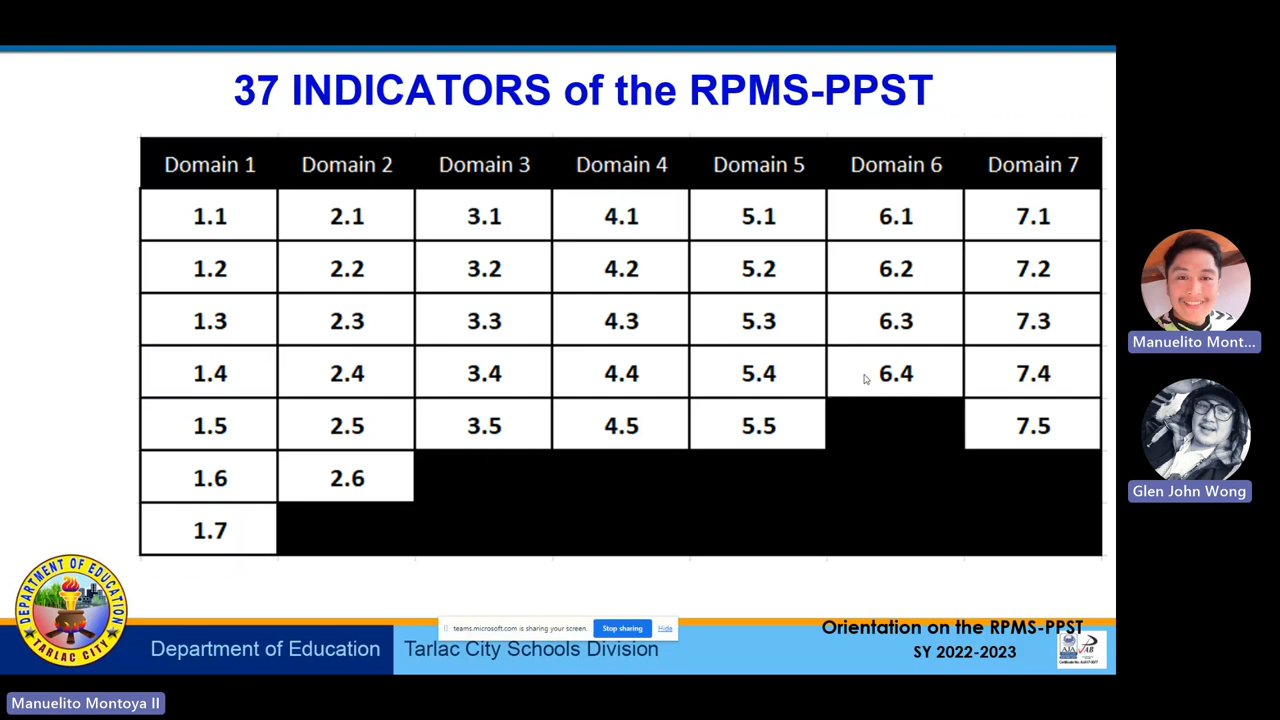 37 INDICATORS of the RPMS-PPST
Domain 1 Domain 2 Domain 3 Domain 4 Domain 5 Domain 6 Domain 7
1.1 2.1 3.1 4.1 5.1 6.1 7.1
1.2 2.2 3.2 4.2 5.2 6.2 7.2
1.3 2.3 3.3 4.3 5.3 6.3 7.3
1.4 2.4 3.4 4.4 5.4 6.4 7.4
1.5 2.5 3.5 4.5 5.5 7.5
1.6 2.6
1.7
Manuelito Mont...
Glen John Wong
DEPARTMENT OF EDUCATION
TARLAC CITY
Department of Education
Tarlac City Schools Division
teams.microsoft.com is sharing your screen. Stop sharing Hide
Orientation on the RPMS-PPST
SY 2022-2023
AJA
Manuelito Montoya II